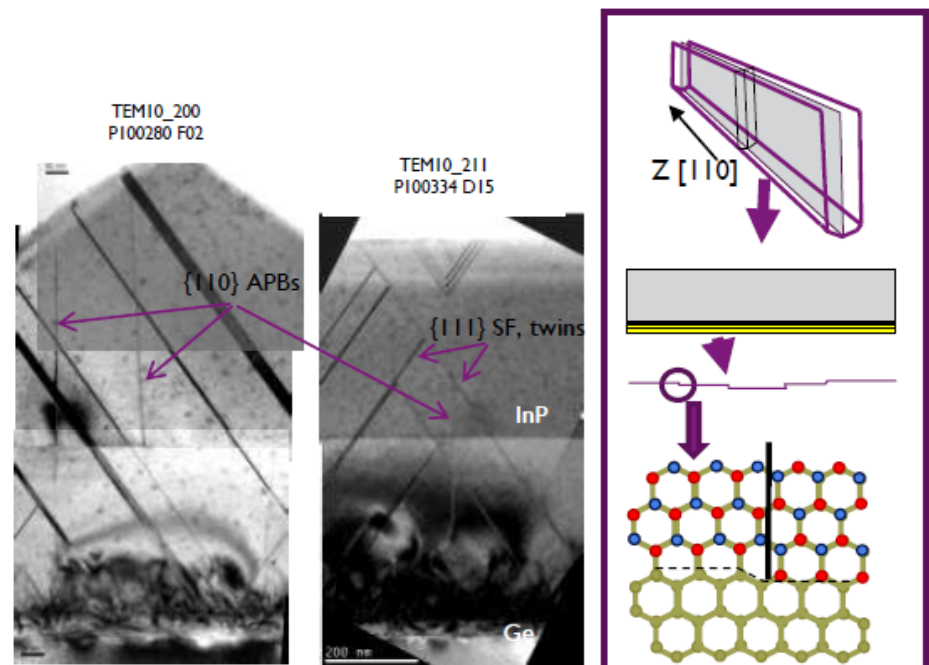 TEM10_200
P100280 F02
TEM10_211
P100334 D15
Z [110]
{110} APBs
{111} SF, twins
InP
Ge
200 nm